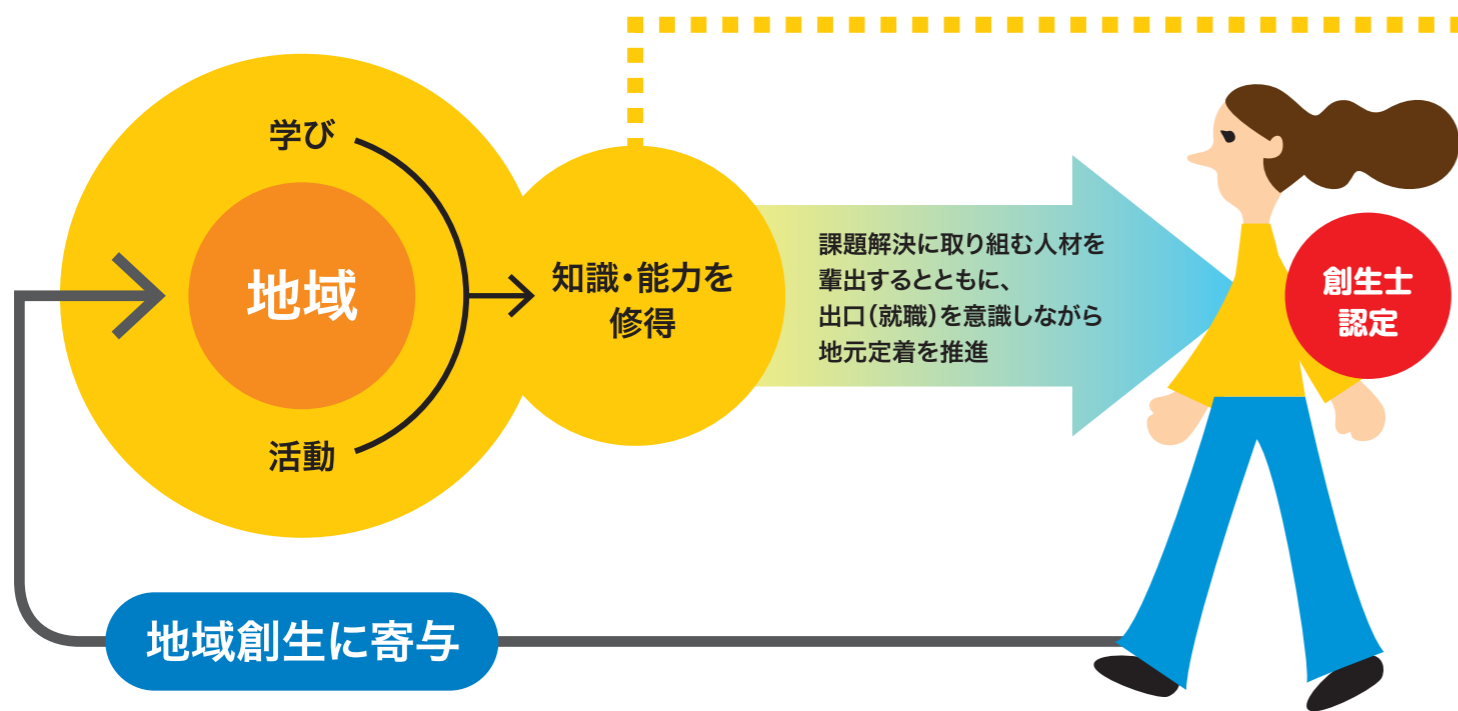 学び
地域
活動
知識・能力を
修得
課題解決に取り組む人材を
輩出するとともに、
出口（就職）を意識しながら
地元定着を推進
創生士
認定
地域創生に寄与